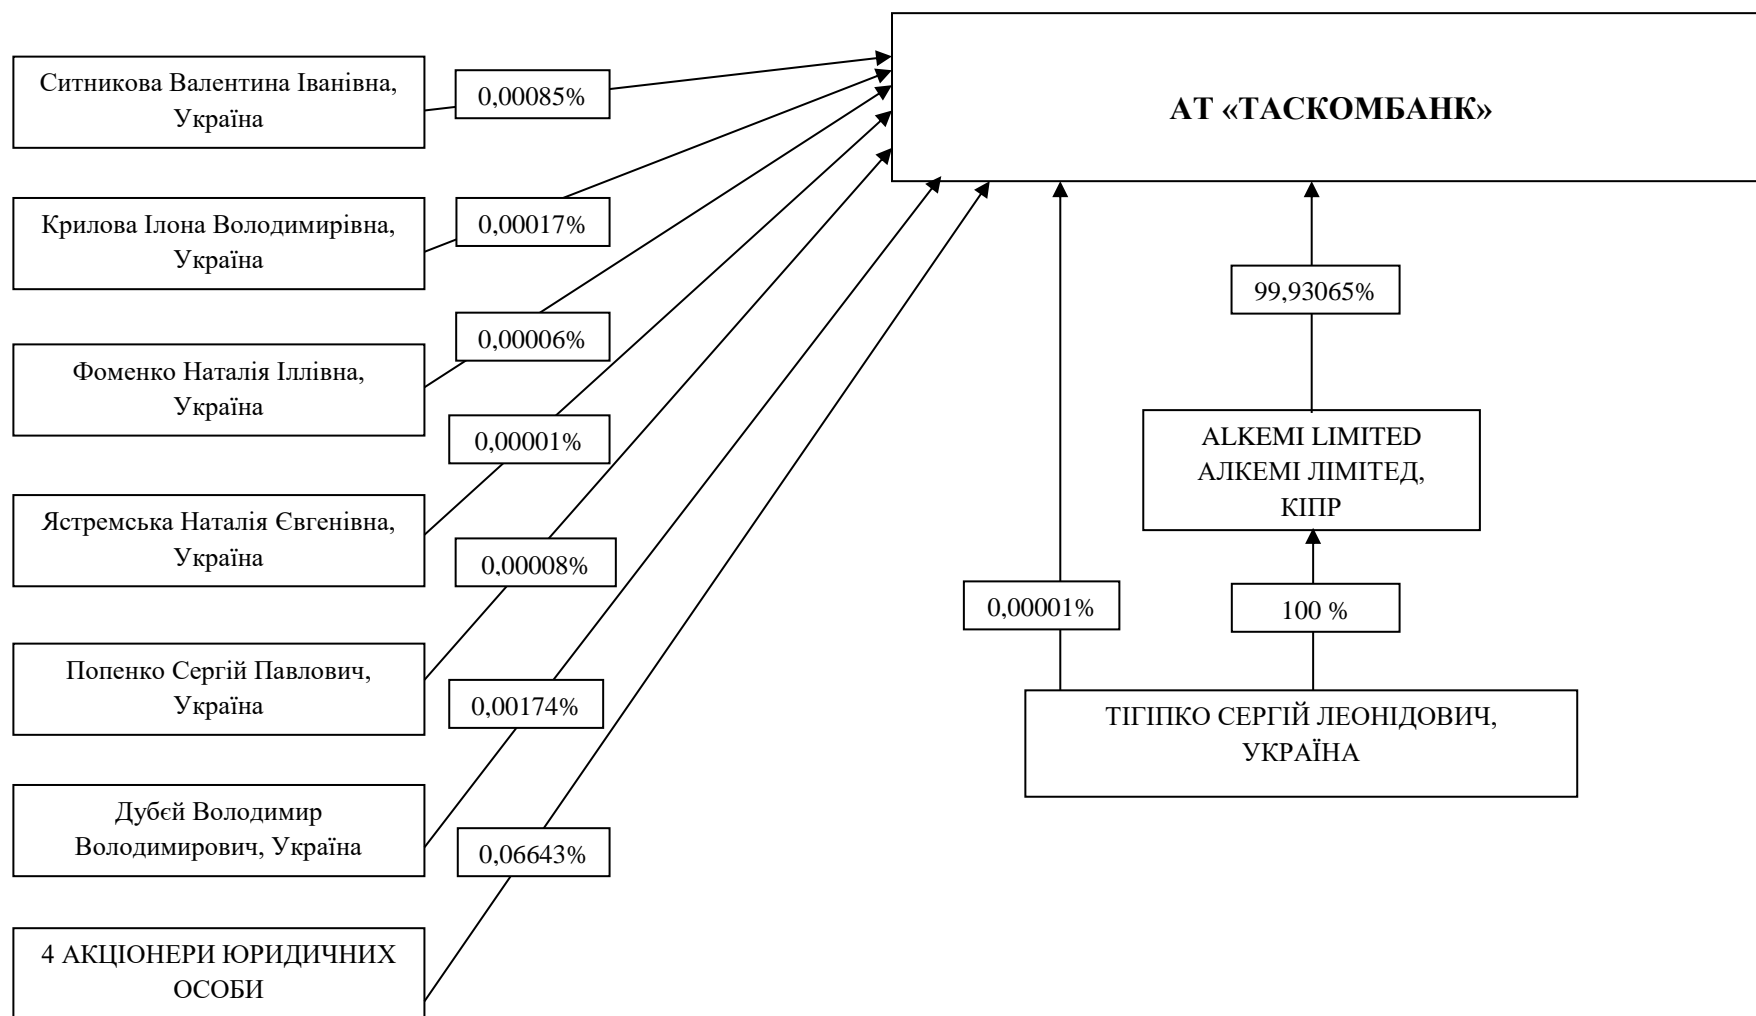 АТ «ТАСКОМБАНК»
Ситникова Валентина Іванівна,
Україна
0,00085%
Крилова Ілона Володимирівна,
Україна
0,00017%
99,93065%
Фоменко Наталія Іллівна,
Україна
0,00006%
0,00001%
ALKEMI LIMITED
АЛКЕМІ ЛІМІТЕД,
КІПР
Ястремська Наталія Євгенівна,
Україна
0,00008%
0,00001%
100 %
Попенко Сергій Павлович,
Україна
0,00174%
ТІГІПКО СЕРГІЙ ЛЕОНІДОВИЧ,
УКРАЇНА
Дубєй Володимир
Володимирович, Україна
0,06643%
4 АКЦІОНЕРИ ЮРИДИЧНИХ
ОСОБИ